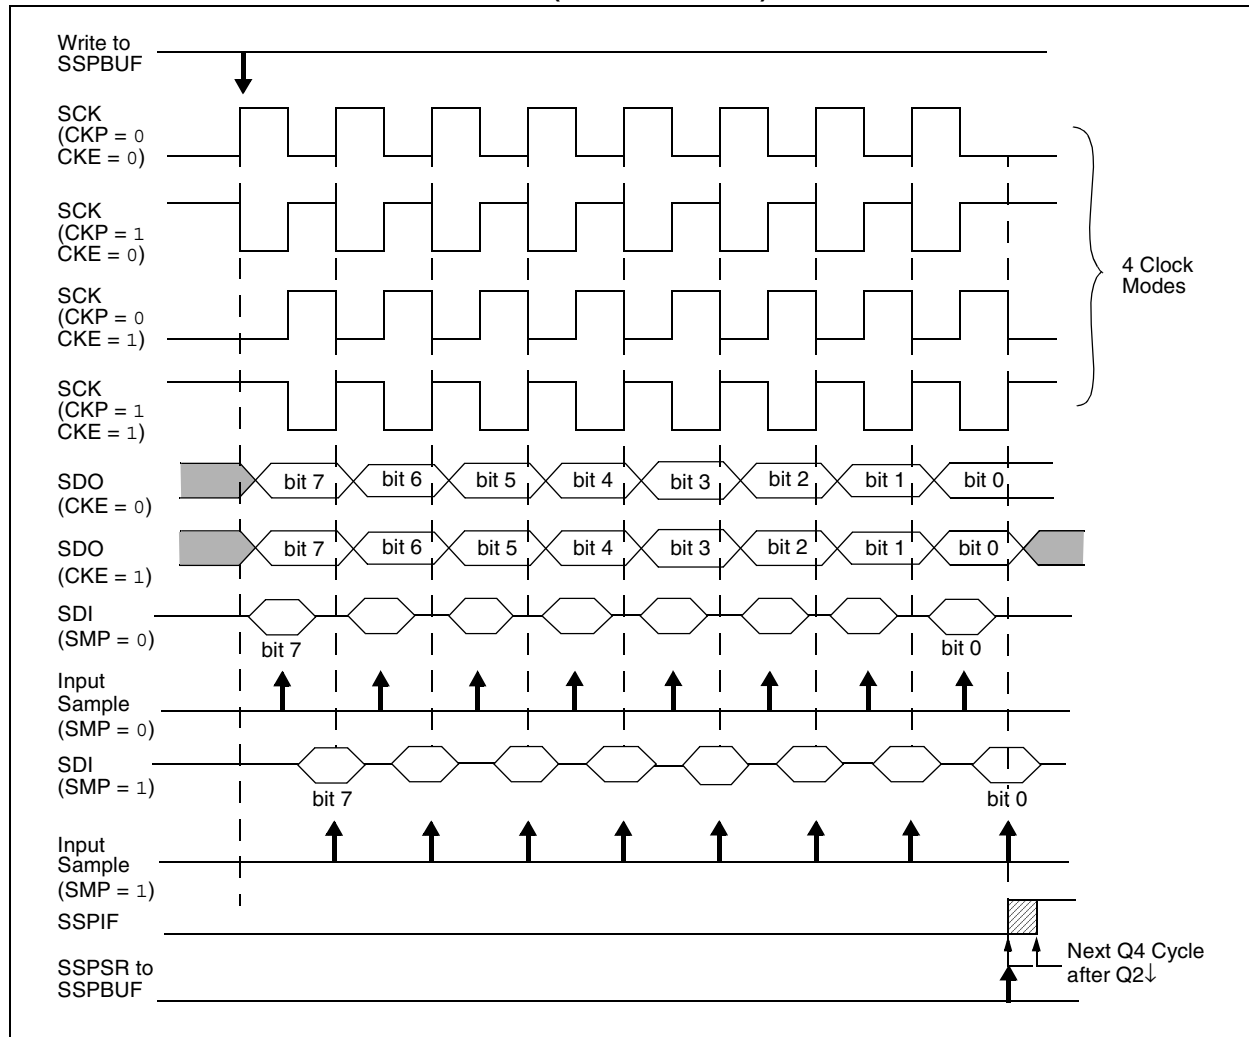 Write to
SSPBUF
SCK
(CKP = 0
CKE = 0)
SCK
(CKP = 1
CKE = 0)
4 Clock
Modes
SCK
(CKP = 0
CKE = 1)
SCK
(CKP = 1
CKE = 1)
SDO
(CKE = 0)
bit 7 bit 6 bit 5 bit 4 bit 3 bit 2 bit 1 bit 0
SDO
(CKE = 1)
bit 7 bit 6 bit 5 bit 4 bit 3 bit 2 bit 1 bit 0
SDI
(SMP = 0)
bit 7 bit 0
Input
Sample
(SMP = 0)
SDI
(SMP = 1)
bit 7 bit 0
Input
Sample
(SMP = 1)
SSPIF
Next Q4 Cycle
after Q2↓
SSPSR to
SSPBUF